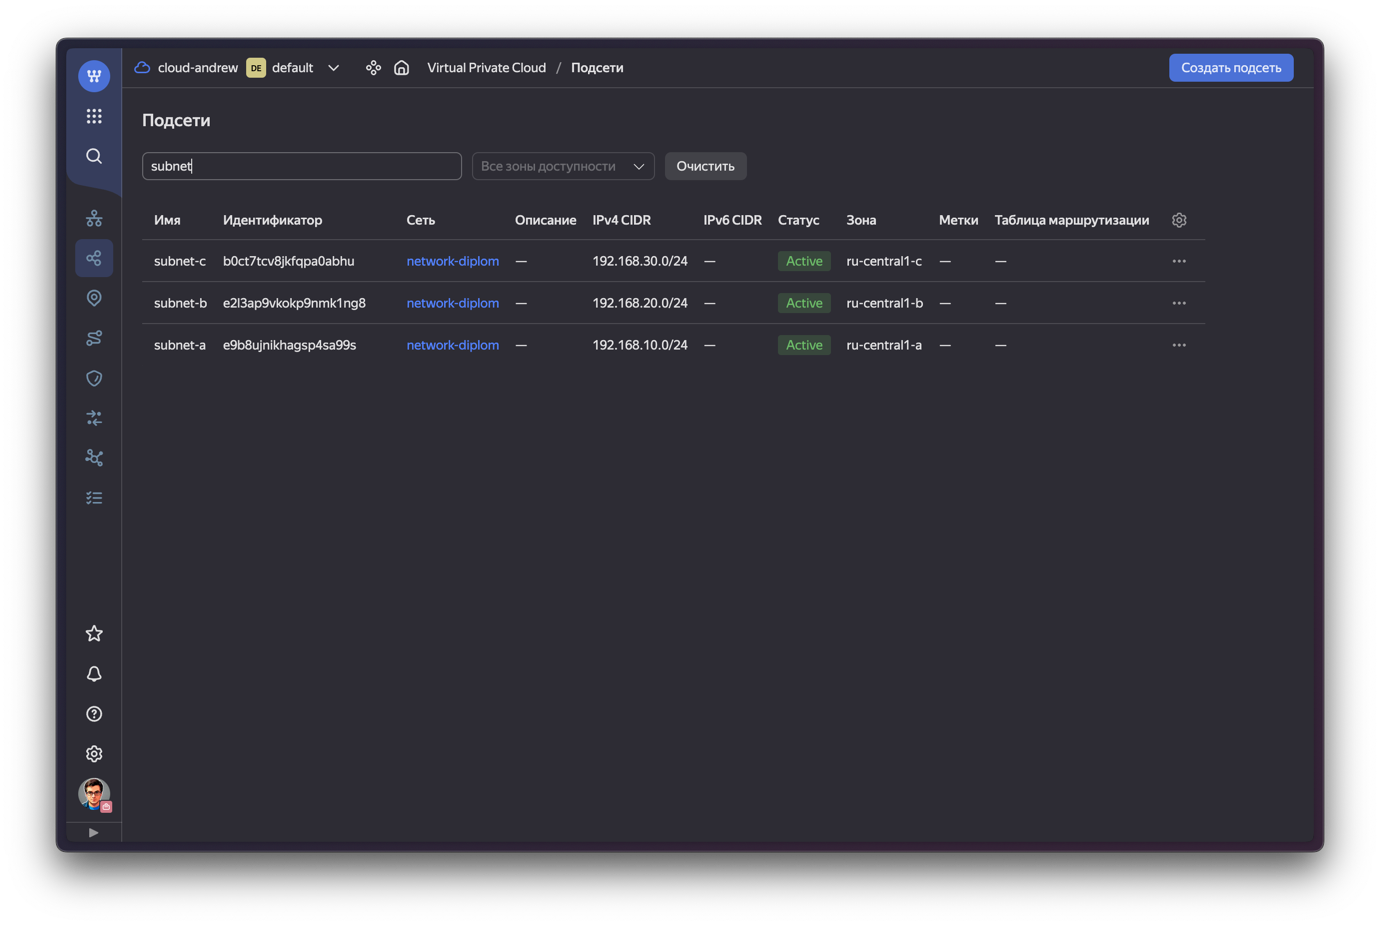 cloud-andrew DE default Virtual Private Cloud / Подсети Создать подсеть
Подсети
subnet Все зоны доступности Очистить
Имя Идентификатор Сеть Описание IPv4 CIDR IPv6 CIDR Статус Зона Метки Таблица маршрутизации
subnet-c b0ct7tcv8jkfqpa0abhu network-diplom — 192.168.30.0/24 — Active ru-central1-c — —
subnet-b e2l3ap9vkokp9nmk1ng8 network-diplom — 192.168.20.0/24 — Active ru-central1-b — —
subnet-a e9b8ujnikhagsp4sa99s network-diplom — 192.168.10.0/24 — Active ru-central1-a — —